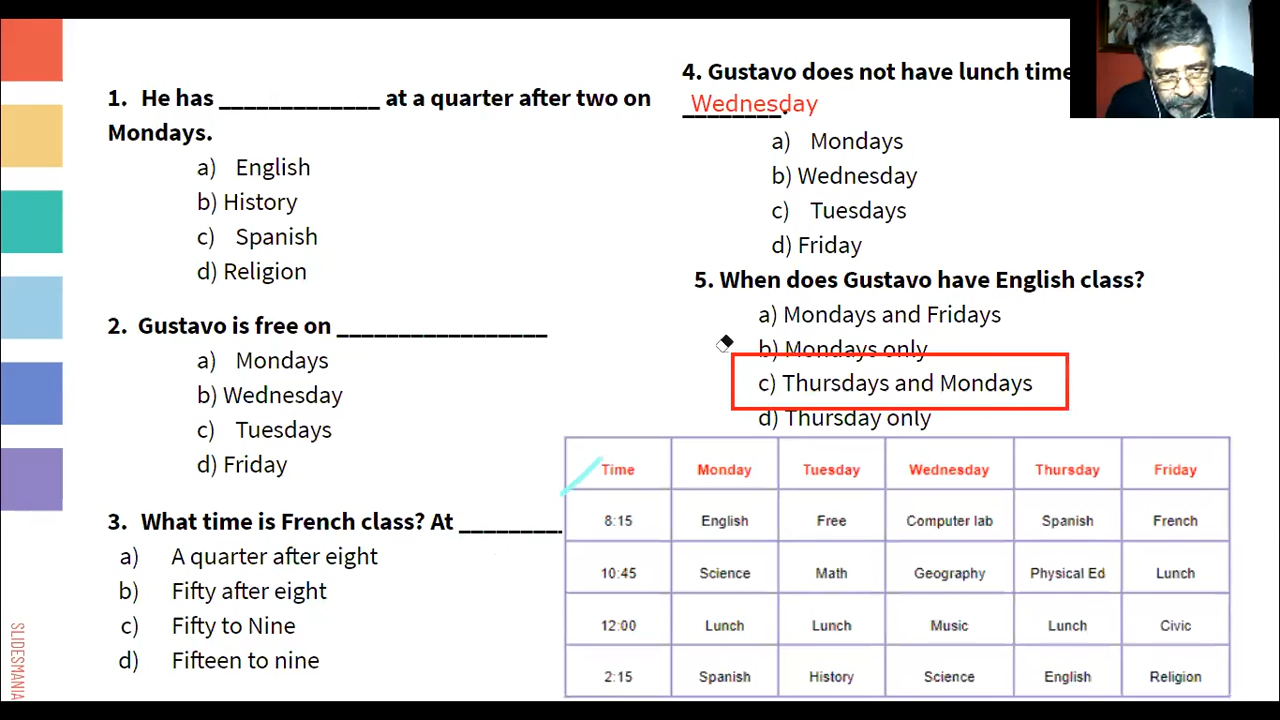 1. He has _____________ at a quarter after two on
Mondays.
a) English
b) History
c) Spanish
d) Religion
2. Gustavo is free on _________________
a) Mondays
b) Wednesday
c) Tuesdays
d) Friday
3. What time is French class? At _________
a) A quarter after eight
b) Fifty after eight
c) Fifty to Nine
d) Fifteen to nine
4. Gustavo does not have lunch time
Wednesday
________.
a) Mondays
b) Wednesday
c) Tuesdays
d) Friday
5. When does Gustavo have English class?
a) Mondays and Fridays
b) Mondays only
c) Thursdays and Mondays
d) Thursday only
Time Monday Tuesday Wednesday Thursday Friday
8:15 English Free Computer lab Spanish French
10:45 Science Math Geography Physical Ed Lunch
12:00 Lunch Lunch Music Lunch Civic
2:15 Spanish History Science English Religion
SLIDESMANIA